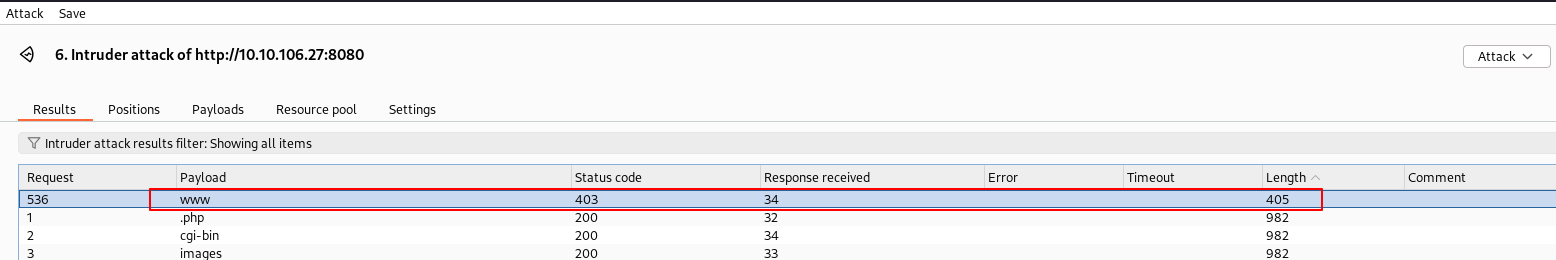 Attack Save
6. Intruder attack of http://10.10.106.27:8080
Attack
Results Positions Payloads Resource pool Settings
Intruder attack results filter: Showing all items
Request Payload Status code Response received Error Timeout Length Comment
536 www 403 34 405
1 .php 200 32 982
2 cgi-bin 200 34 982
3 images 200 33 982